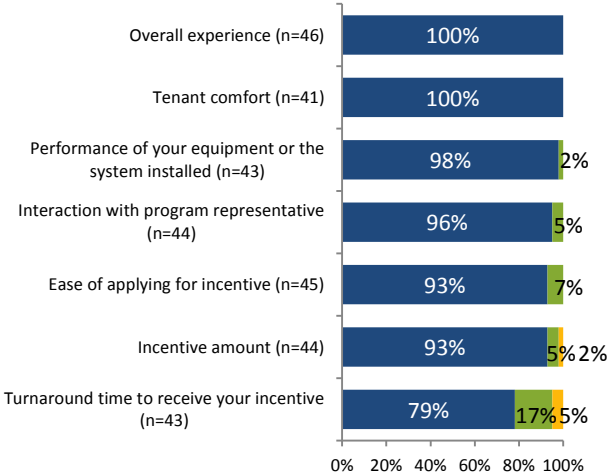 Overall experience (n=46)
100%
Tenant comfort (n=41)
100%
Performance of your equipment or the
system installed (n=43)
98% 2%
Interaction with program representative
(n=44)
96% 5%
Ease of applying for incentive (n=45)
93% 7%
Incentive amount (n=44)
93% 5% 2%
Turnaround time to receive your incentive
(n=43)
79% 17% 5%
0% 20% 40% 60% 80% 100%